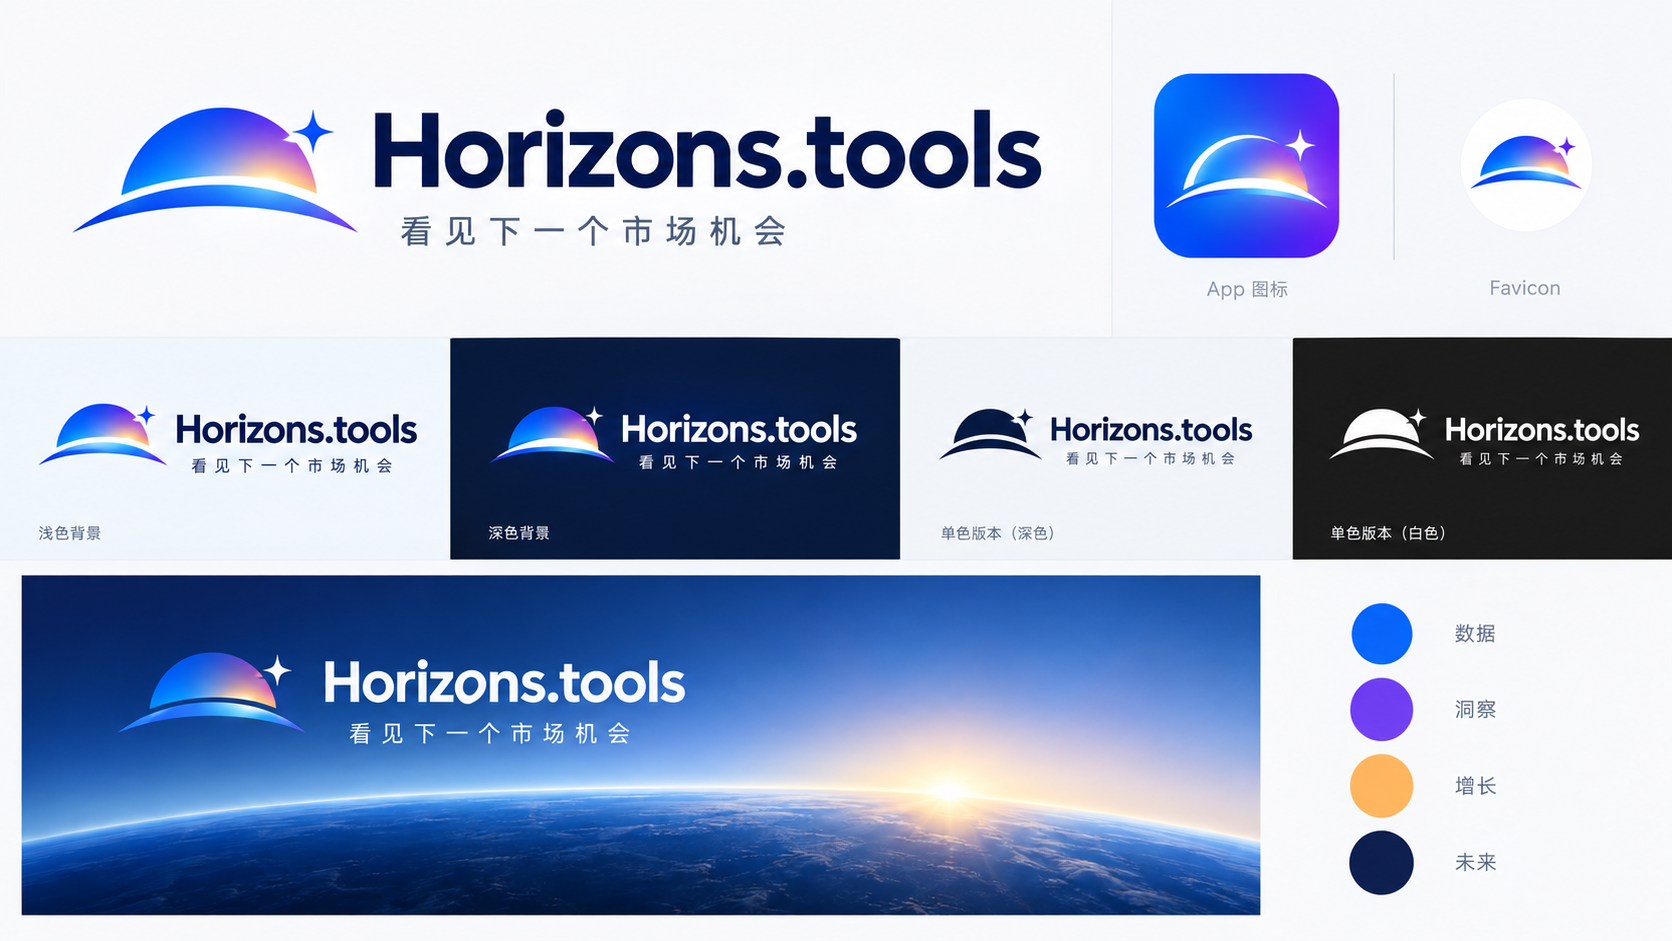 Horizons.tools
看见下一个市场机会
App 图标
Favicon
Horizons.tools
看见下一个市场机会
浅色背景
Horizons.tools
看见下一个市场机会
深色背景
Horizons.tools
看见下一个市场机会
单色版本（深色）
Horizons.tools
看见下一个市场机会
单色版本（白色）
Horizons.tools
看见下一个市场机会
数据
洞察
增长
未来